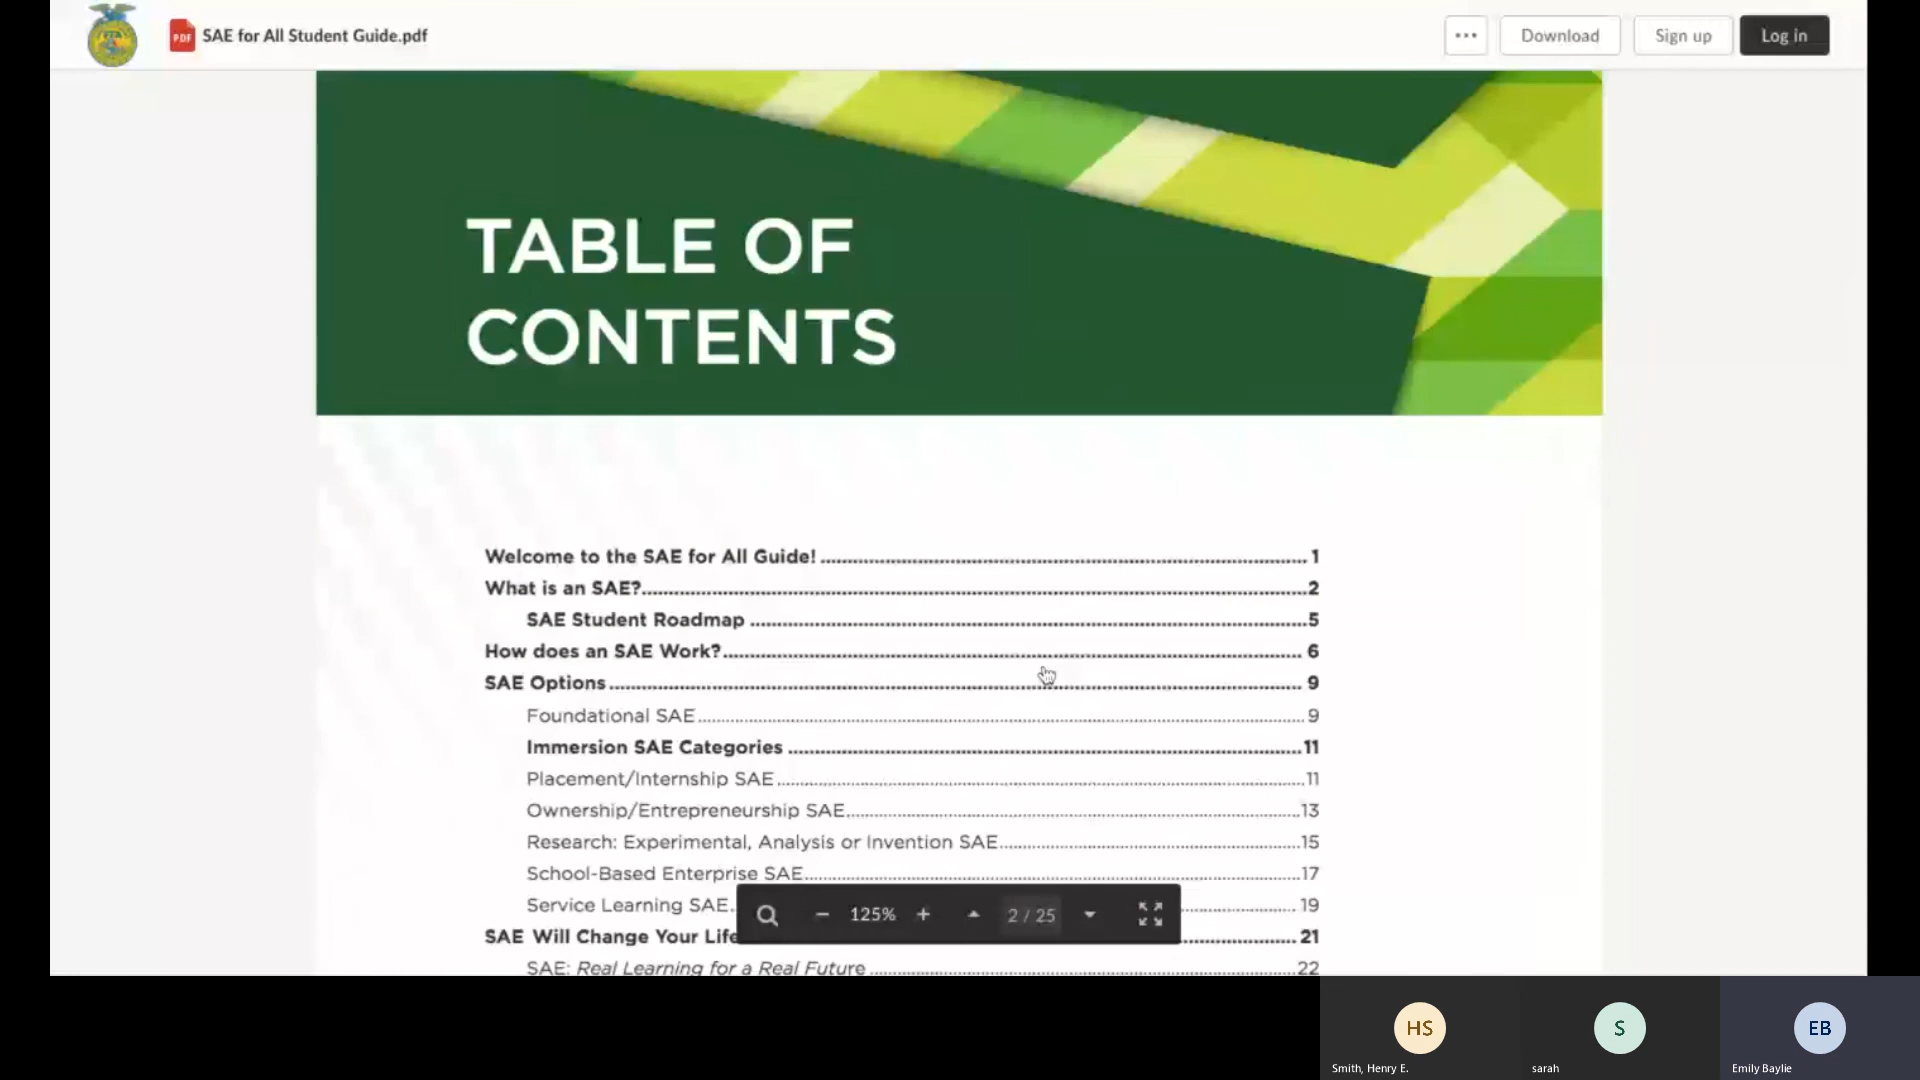 PDF SAE for All Student Guide.pdf
Download
Sign up
Log in
TABLE OF
CONTENTS
Welcome to the SAE for All Guide! 1
What is an SAE? 2
SAE Student Roadmap 5
How does an SAE Work? 6
SAE Options 9
Foundational SAE 9
Immersion SAE Categories 11
Placement/Internship SAE 11
Ownership/Entrepreneurship SAE 13
Research: Experimental, Analysis or Invention SAE 15
School-Based Enterprise SAE 17
Service Learning SAE 19
SAE Will Change Your Life 21
SAE: Real Learning for a Real Future 22
125%
2 / 25
HS
Smith, Henry E.
S
sarah
EB
Emily Baylie